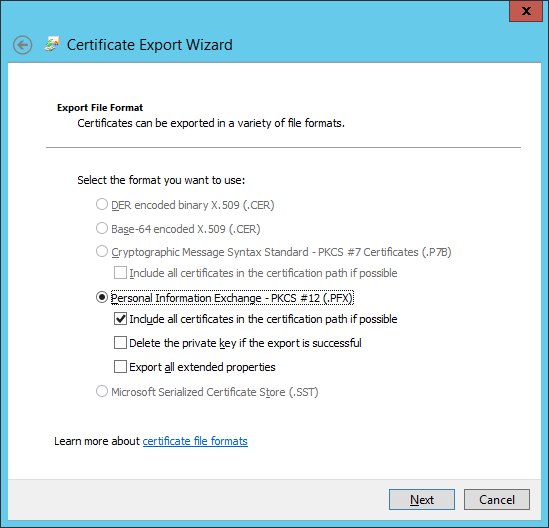 x
Certificate Export Wizard
Export File Format
Certificates can be exported in a variety of file formats.
Select the format you want to use:
DER encoded binary X.509 (.CER)
Base-64 encoded X.509 (.CER)
Cryptographic Message Syntax Standard - PKCS #7 Certificates (.P7B)
Include all certificates in the certification path if possible
Personal Information Exchange - PKCS #12 (.PFX)
Include all certificates in the certification path if possible
Delete the private key if the export is successful
Export all extended properties
Microsoft Serialized Certificate Store (.SST)
Learn more about certificate file formats
Next Cancel